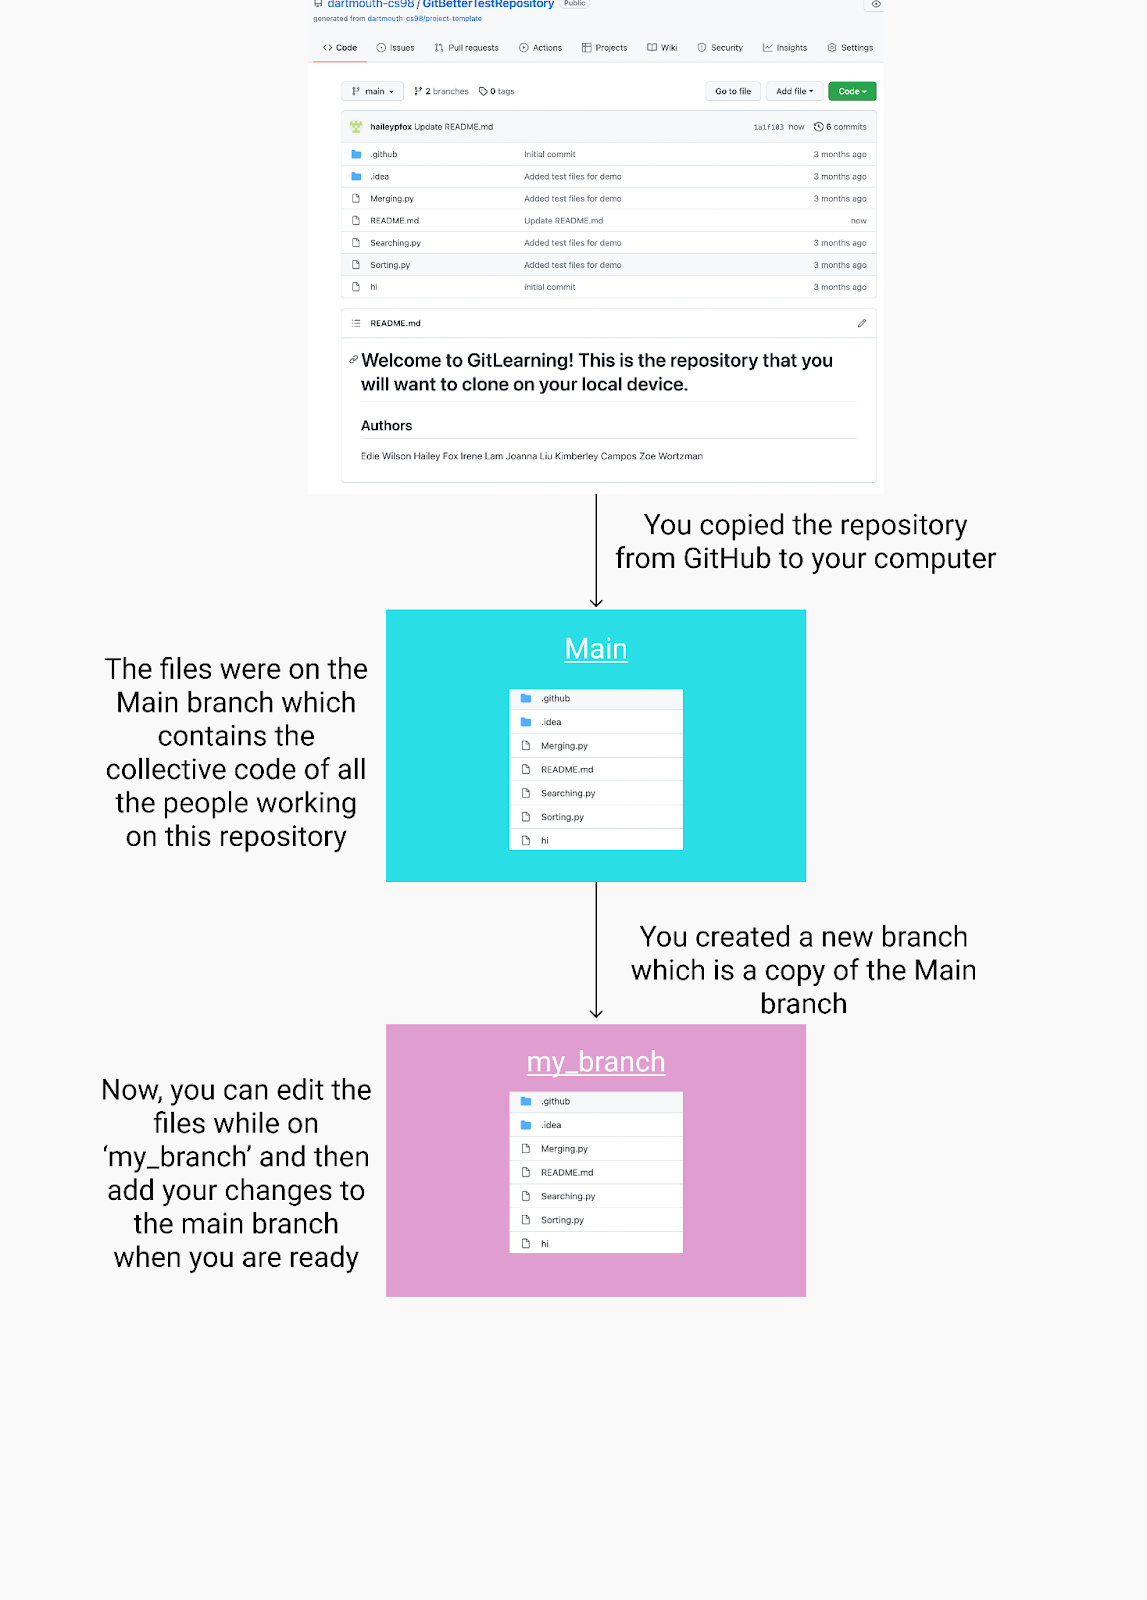 dartmouth-cs98 / GitBetterTestRepository Public
generated from dartmouth-cs98/project-template
Code Issues Pull requests Actions Projects Wiki Security Insights Settings
main 2 branches 0 tags Go to file Add file Code
haileypfox Update README.md 1a1f103 now 6 commits
.github Initial commit 3 months ago
.idea Added test files for demo 3 months ago
Merging.py Added test files for demo 3 months ago
README.md Update README.md now
Searching.py Added test files for demo 3 months ago
Sorting.py Added test files for demo 3 months ago
hi initial commit 3 months ago
README.md
Welcome to GitLearning! This is the repository that you
will want to clone on your local device.
Authors
Edie Wilson Hailey Fox Irene Lam Joanna Liu Kimberley Campos Zoe Wortzman
You copied the repository
from GitHub to your computer
The files were on the
Main branch which
contains the
collective code of all
the people working
on this repository
Main
.github
.idea
Merging.py
README.md
Searching.py
Sorting.py
hi
You created a new branch
which is a copy of the Main
branch
Now, you can edit the
files while on
‘my_branch’ and then
add your changes to
the main branch
when you are ready
my_branch
.github
.idea
Merging.py
README.md
Searching.py
Sorting.py
hi